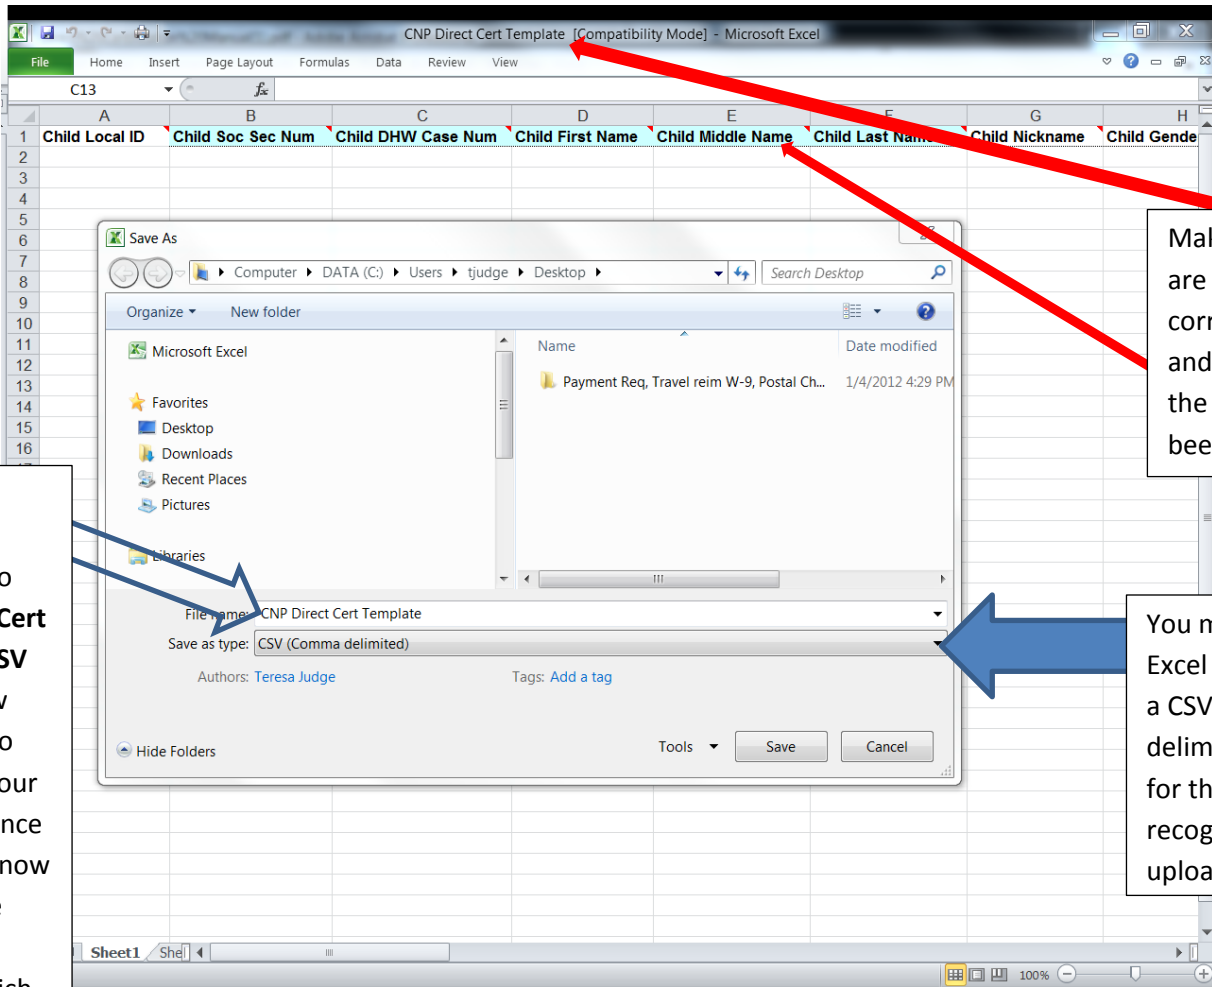 CNP Direct Cert Template [Compatibility Mode] - Microsoft Excel
File Home Insert Page Layout Formulas Data Review View
C13 fx
A B C D E F G H
1 Child Local ID Child Soc Sec Num Child DHW Case Num Child First Name Child Middle Name Child Last Name Child Nickname Child Gende
2
3
4
5
6
7
8
9
10
11
12
13
14
15
16
Save As
Computer DATA (C:) Users tjudge Desktop Search Desktop
Organize New folder
Microsoft Excel
Favorites
Desktop
Downloads
Recent Places
Pictures
Libraries
Name Date modified
Payment Req, Travel reim W-9, Postal Ch... 1/4/2012 4:29 PM
File name: CNP Direct Cert Template
Save as type: CSV (Comma delimited)
Authors: Teresa Judge Tags: Add a tag
Hide Folders Tools Save Cancel
are
corr
and
the
bee
o
Cert
SV
o
our
nce
now
You m
Excel
a CSV
delim
for th
recog
uploa
Sheet1 She
100%